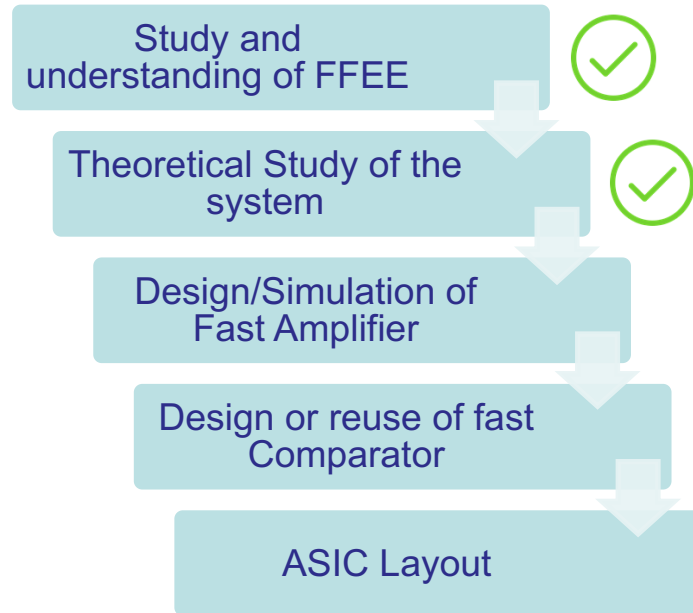 Study and
understanding of FFEE
Theoretical Study of the
system
Design/Simulation of
Fast Amplifier
Design or reuse of fast
Comparator
ASIC Layout